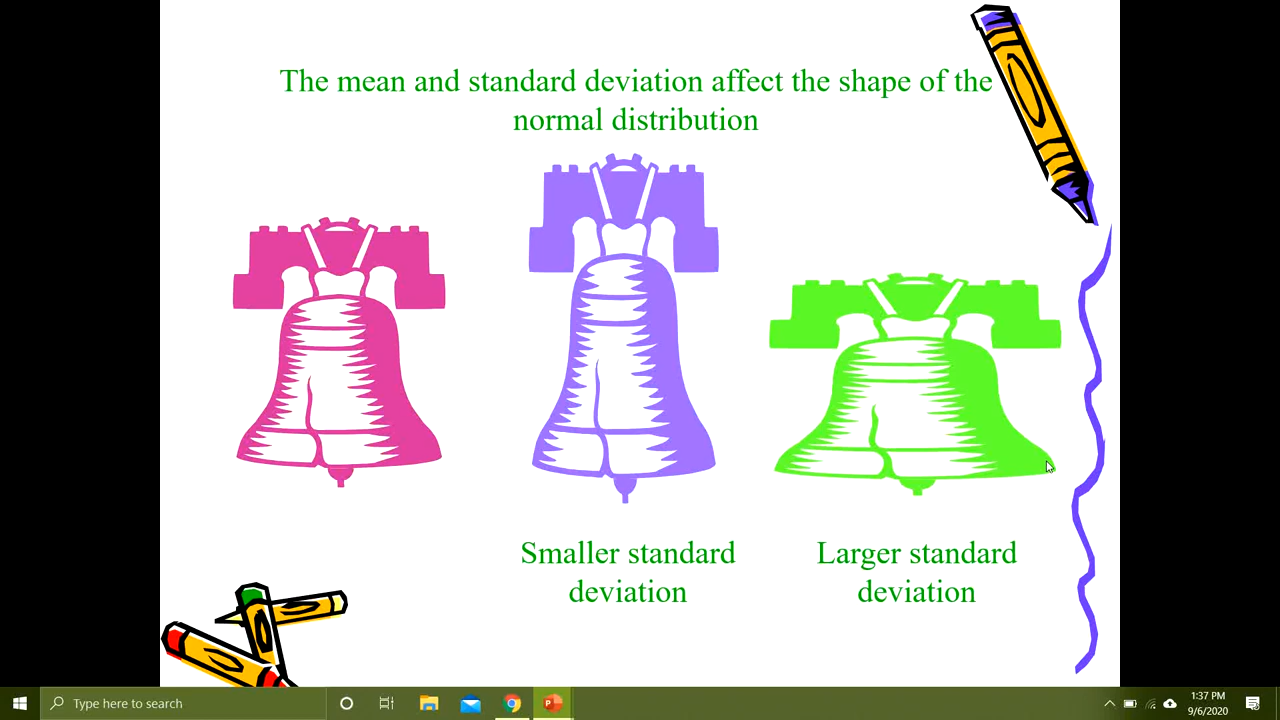 The mean and standard deviation affect the shape of the
normal distribution
Smaller standard
deviation
Larger standard
deviation
Type here to search
1:37 PM
9/6/2020